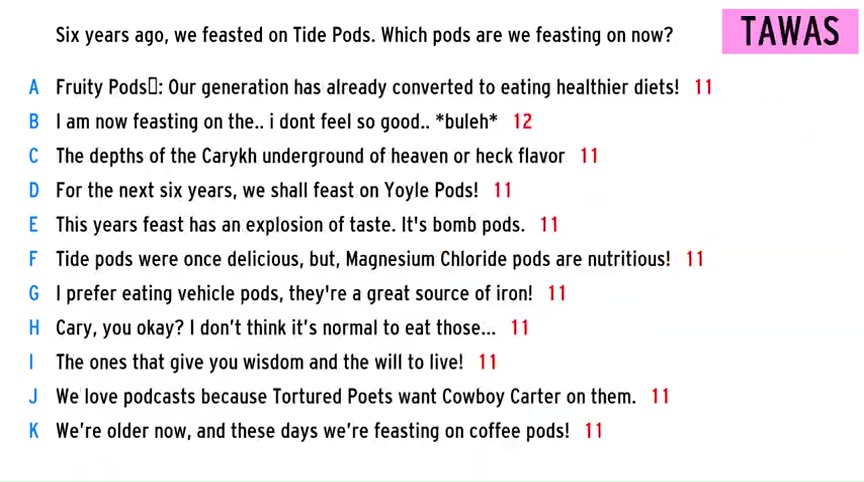 Six years ago, we feasted on Tide Pods. Which pods are we feasting on now?
TAWAS
A Fruity Pods▯: Our generation has already converted to eating healthier diets! 11
B I am now feasting on the.. i dont feel so good.. *buleh* 12
C The depths of the Carykh underground of heaven or heck flavor 11
D For the next six years, we shall feast on Yoyle Pods! 11
E This years feast has an explosion of taste. It's bomb pods. 11
F Tide pods were once delicious, but, Magnesium Chloride pods are nutritious! 11
G I prefer eating vehicle pods, they're a great source of iron! 11
H Cary, you okay? I don’t think it’s normal to eat those... 11
I The ones that give you wisdom and the will to live! 11
J We love podcasts because Tortured Poets want Cowboy Carter on them. 11
K We’re older now, and these days we’re feasting on coffee pods! 11